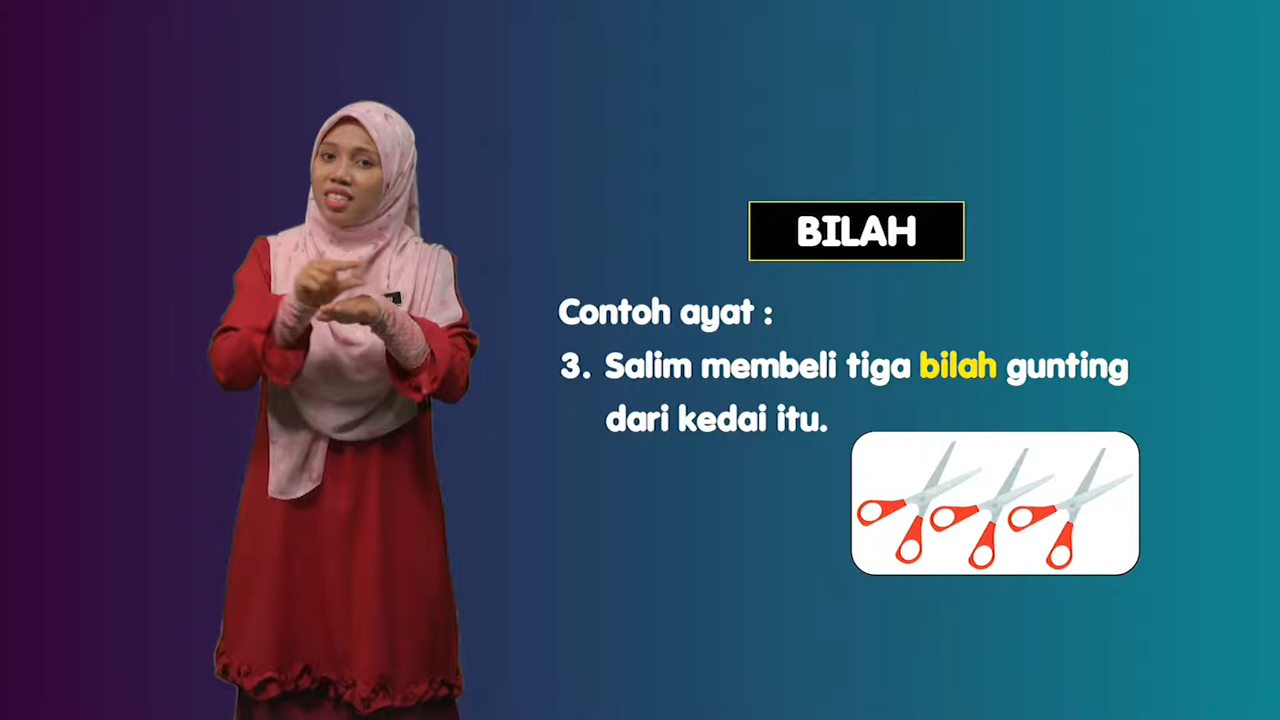 BILAH
Contoh ayat :
3. Salim membeli tiga bilah gunting
dari kedai itu.